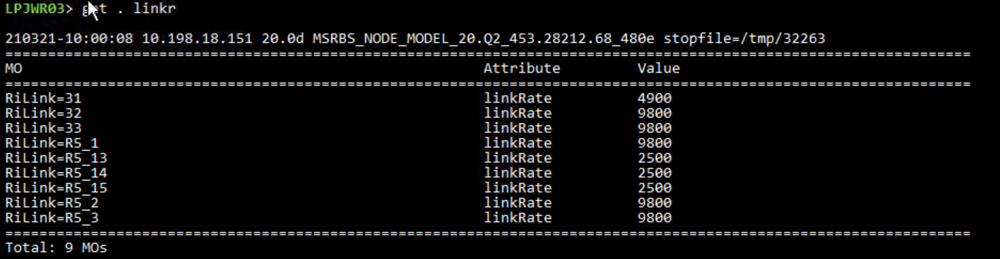 LPJWR03> get . linkr
210321-10:00:08 10.198.18.151 20.0d MSRBS_NODE_MODEL_20.Q2_453.28212.68_480e stopfile=/tmp/32263
=================================================================================================================
MO Attribute Value
=================================================================================================================
RiLink=31 linkRate 4900
RiLink=32 linkRate 9800
RiLink=33 linkRate 9800
RiLink=R5_1 linkRate 9800
RiLink=R5_13 linkRate 2500
RiLink=R5_14 linkRate 2500
RiLink=R5_15 linkRate 2500
RiLink=R5_2 linkRate 9800
RiLink=R5_3 linkRate 9800
=================================================================================================================
Total: 9 MOs